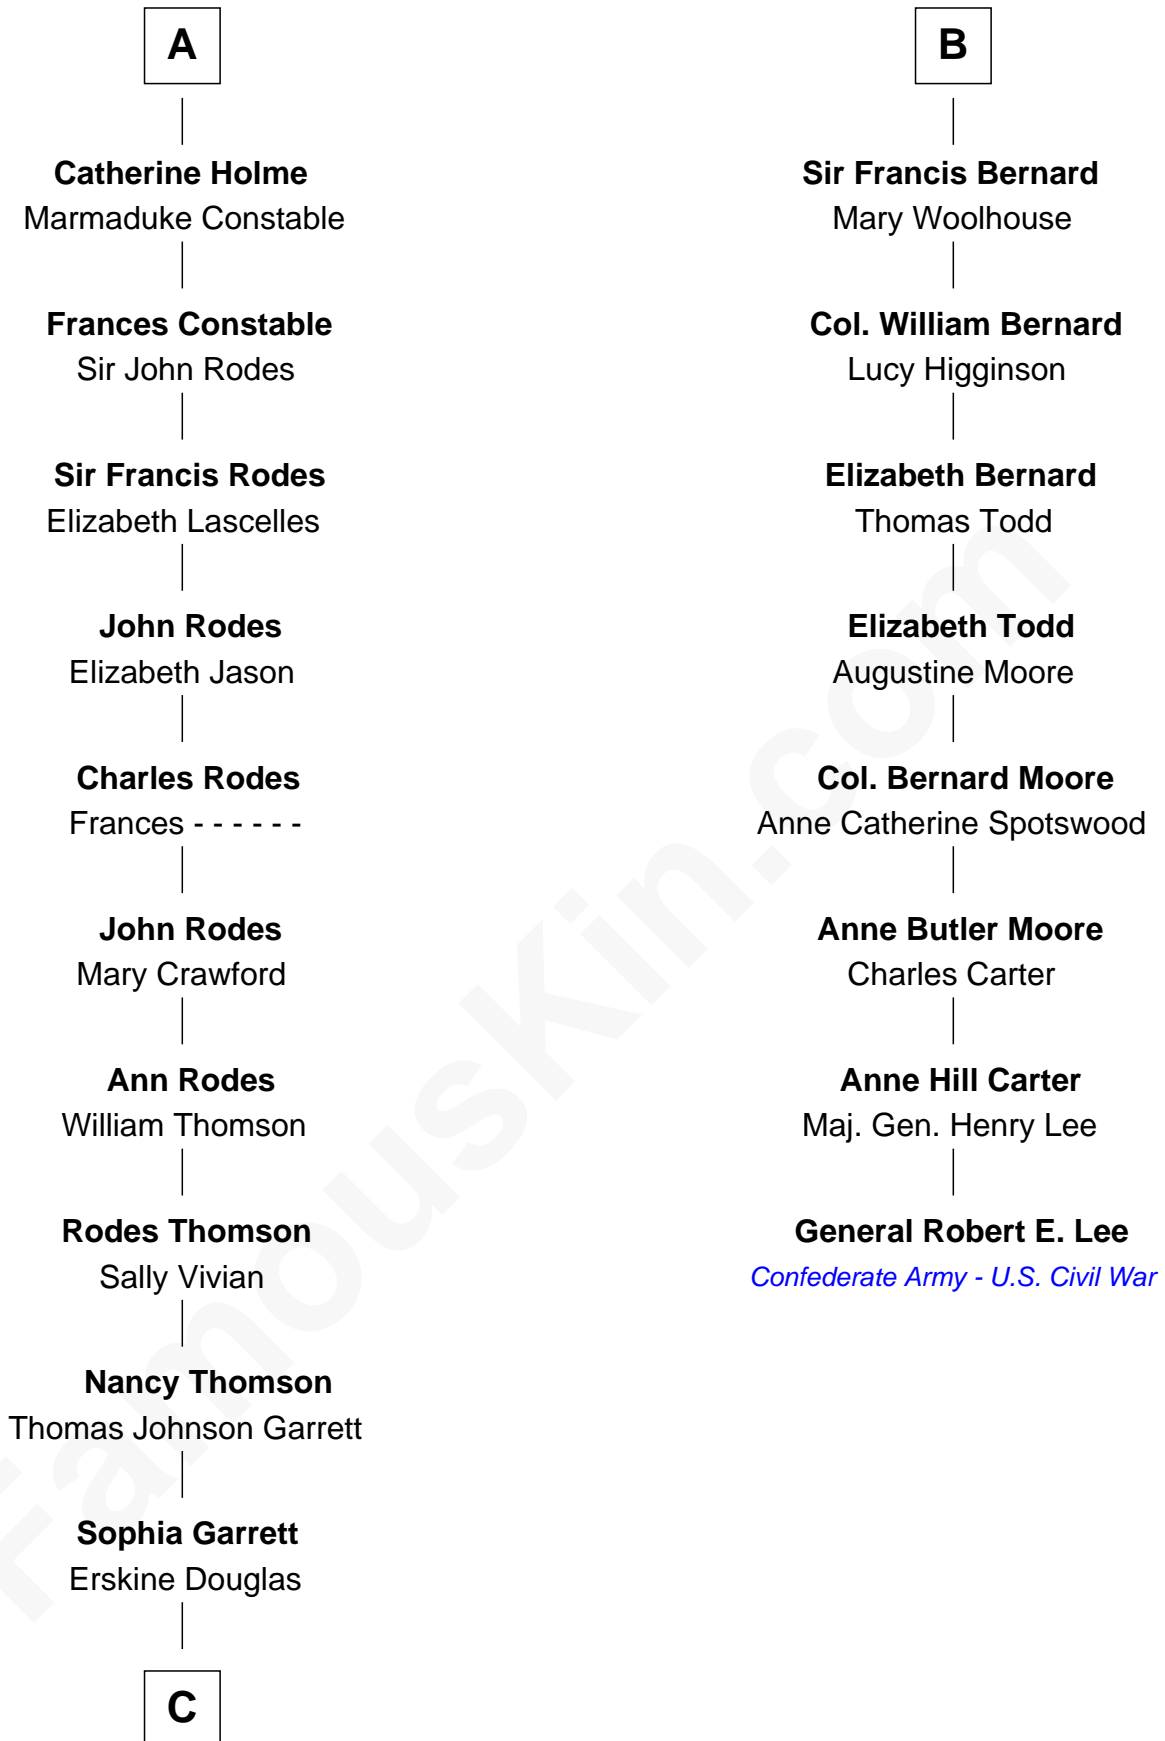 A
Catherine Holme
Marmaduke Constable
Frances Constable
Sir John Rodes
Sir Francis Rodes
Elizabeth Lascelles
John Rodes
Elizabeth Jason
Charles Rodes
Frances - - - - - -
John Rodes
Mary Crawford
Ann Rodes
William Thomson
Rodes Thomson
Sally Vivian
Nancy Thomson
Thomas Johnson Garrett
Sophia Garrett
Erskine Douglas
C
B
Sir Francis Bernard
Mary Woolhouse
Col. William Bernard
Lucy Higginson
Elizabeth Bernard
Thomas Todd
Elizabeth Todd
Augustine Moore
Col. Bernard Moore
Anne Catherine Spotswood
Anne Butler Moore
Charles Carter
Anne Hill Carter
Maj. Gen. Henry Lee
General Robert E. Lee
Confederate Army - U.S. Civil War
FamousKin.com